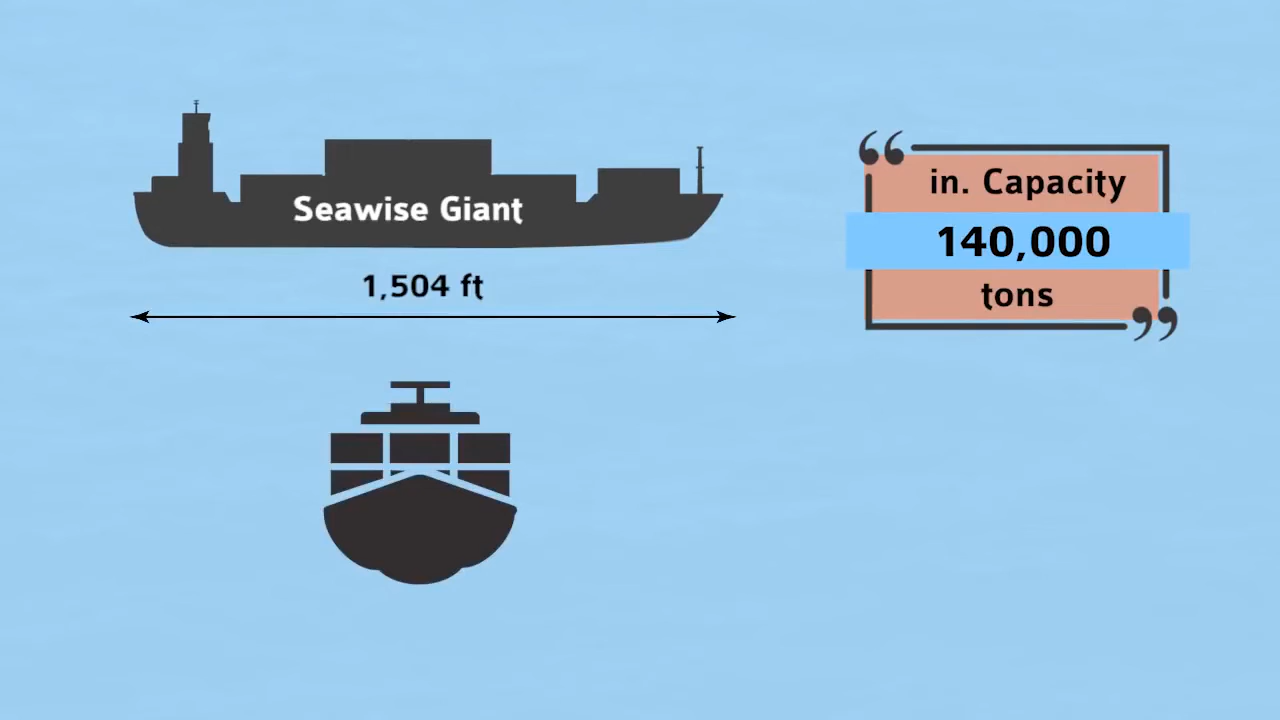 Seawise Giant
1,504 ft
“
in. Capacity
140,000
tons
”